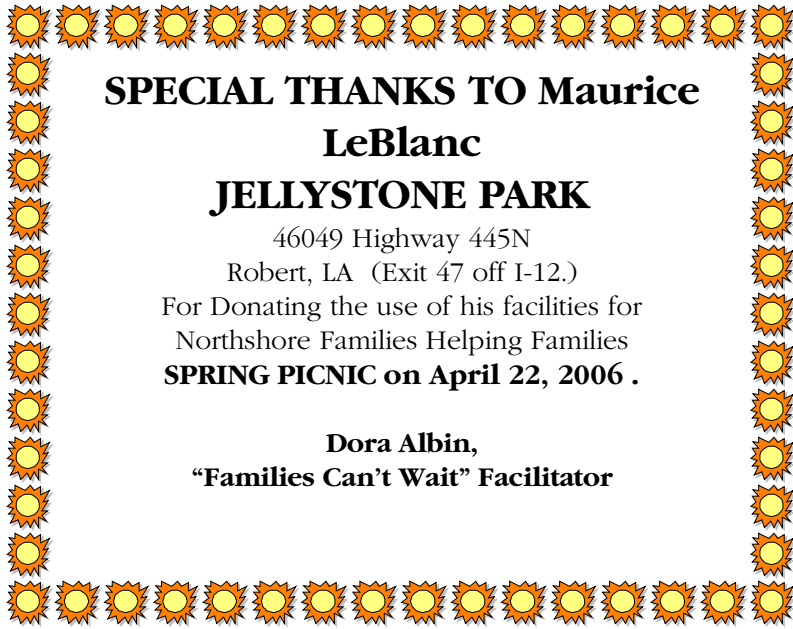 SPECIAL THANKS TO Maurice
LeBlanc
JELLYSTONE PARK
46049 Highway 445N
Robert, LA  (Exit 47 off I-12.)
For Donating the use of his facilities for
Northshore Families Helping Families
SPRING PICNIC on April 22, 2006 .
Dora Albin,
“Families Can’t Wait” Facilitator